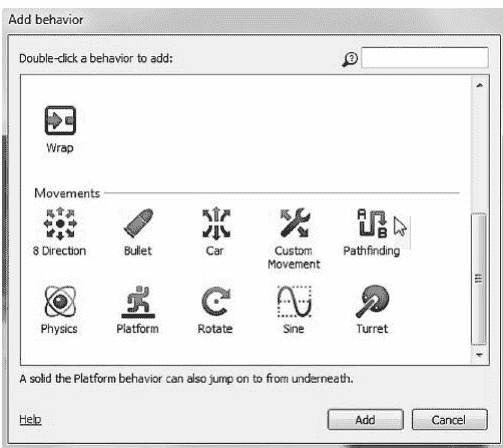 Add behavior
Double-click a behavior to add:
Wrap
Movements
8 Direction Bullet Car Custom Movement Pathfinding
A B
Physics Platform Rotate Sine Turret
A solid the Platform behavior can also jump on to from underneath.
Help Add Cancel